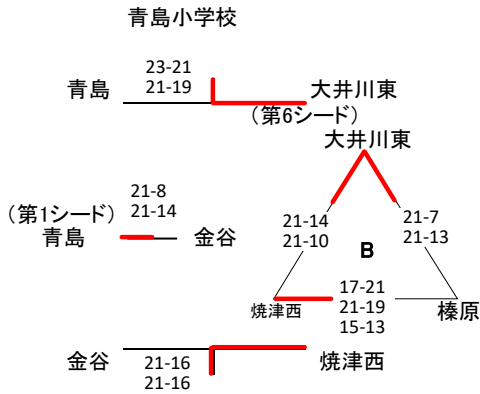 青島小学校
23-21
21-19
青島
大井川東
（第6シード）
大井川東
21-8
21-14
（第1シード）
青島
金谷
21-14
21-10
21-7
21-13
B
17-21
21-19
15-13
焼津西
榛原
金谷
21-16
21-16
焼津西